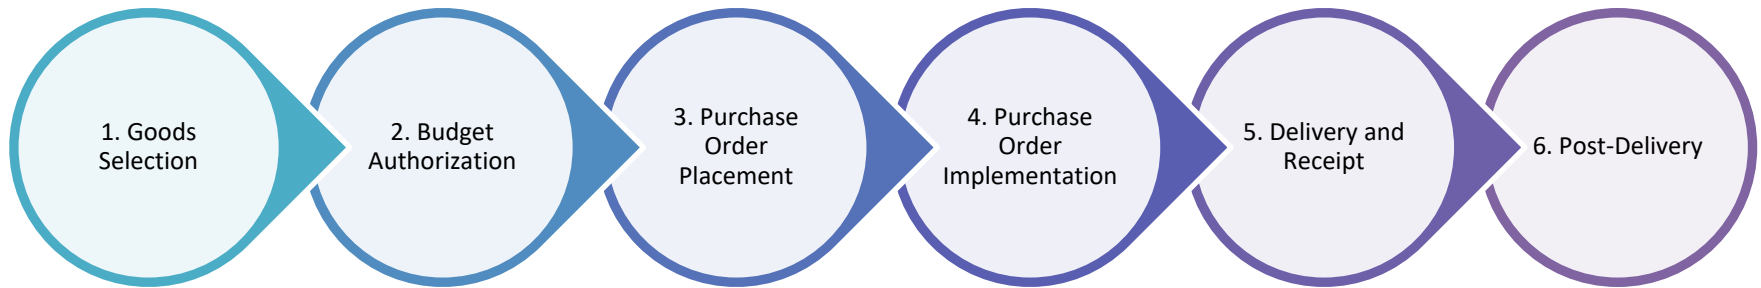 1. Goods
Selection
2. Budget
Authorization
3. Purchase
Order
Placement
4. Purchase
Order
Implementation
5. Delivery and
Receipt
6. Post-Delivery